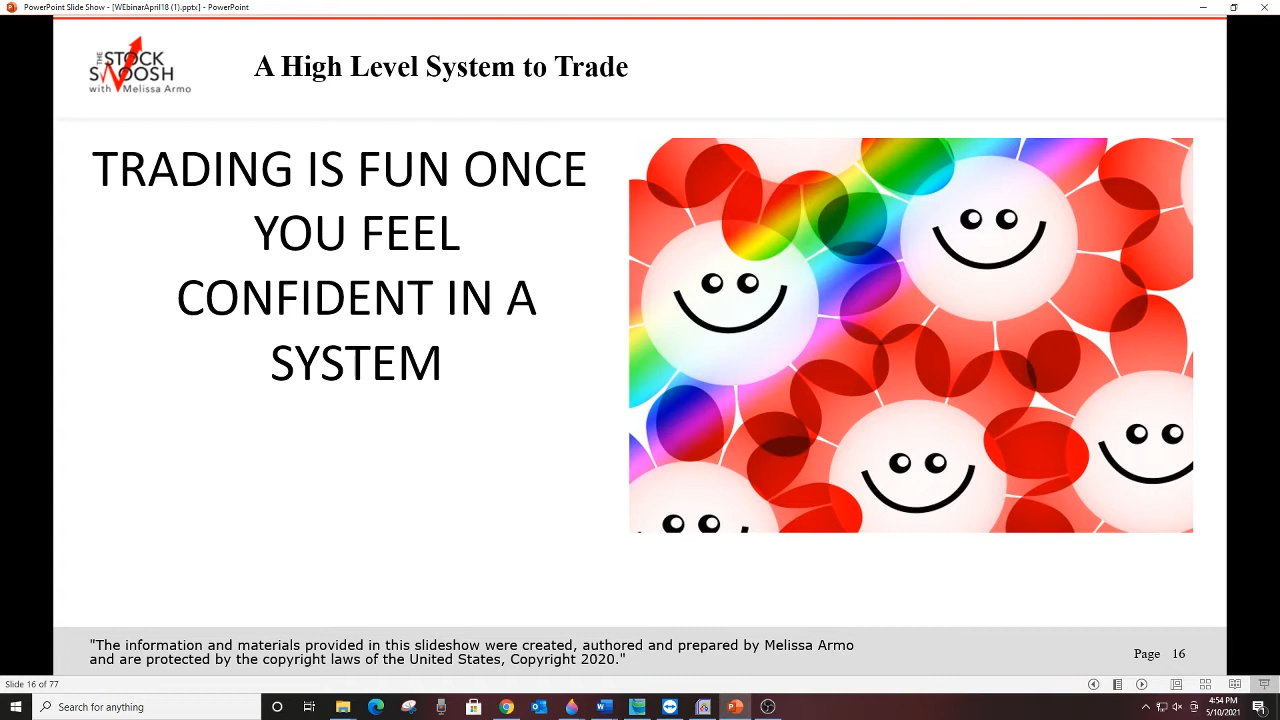 PowerPoint Slide Show - [WEbinarApril18 (1).pptx] - PowerPoint
THE
STOCK
SWOOSH
with Melissa Armo
A High Level System to Trade
TRADING IS FUN ONCE
YOU FEEL
CONFIDENT IN A
SYSTEM
"The information and materials provided in this slideshow were created, authored and prepared by Melissa Armo
and are protected by the copyright laws of the United States, Copyright 2020."
Page 16
Slide 16 of 77
Search for anything
4:54 PM
5/10/2021